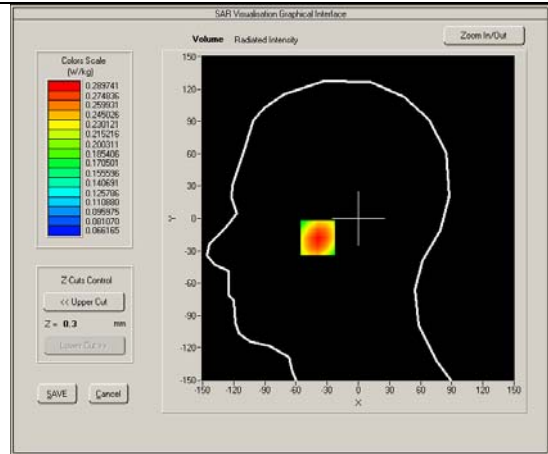 SAR Visualisation Graphical Interface
Volume Radiated Intensity
Zoom In/Out
Colors Scale
(W/kg)
0.289741
0.274836
0.259931
0.245026
0.230121
0.215216
0.200311
0.185406
0.170501
0.155596
0.140691
0.125786
0.110880
0.095975
0.081070
0.066165
Z-Cuts Control
<< Upper Cut
Z = 0.3 mm
Lower Cut >>
SAVE Cancel
150
120
90
60
30
0
-30
-60
-90
-120
-150
Y
-150 -120 -90 -60 -30 0 30 60 90 120 150
X